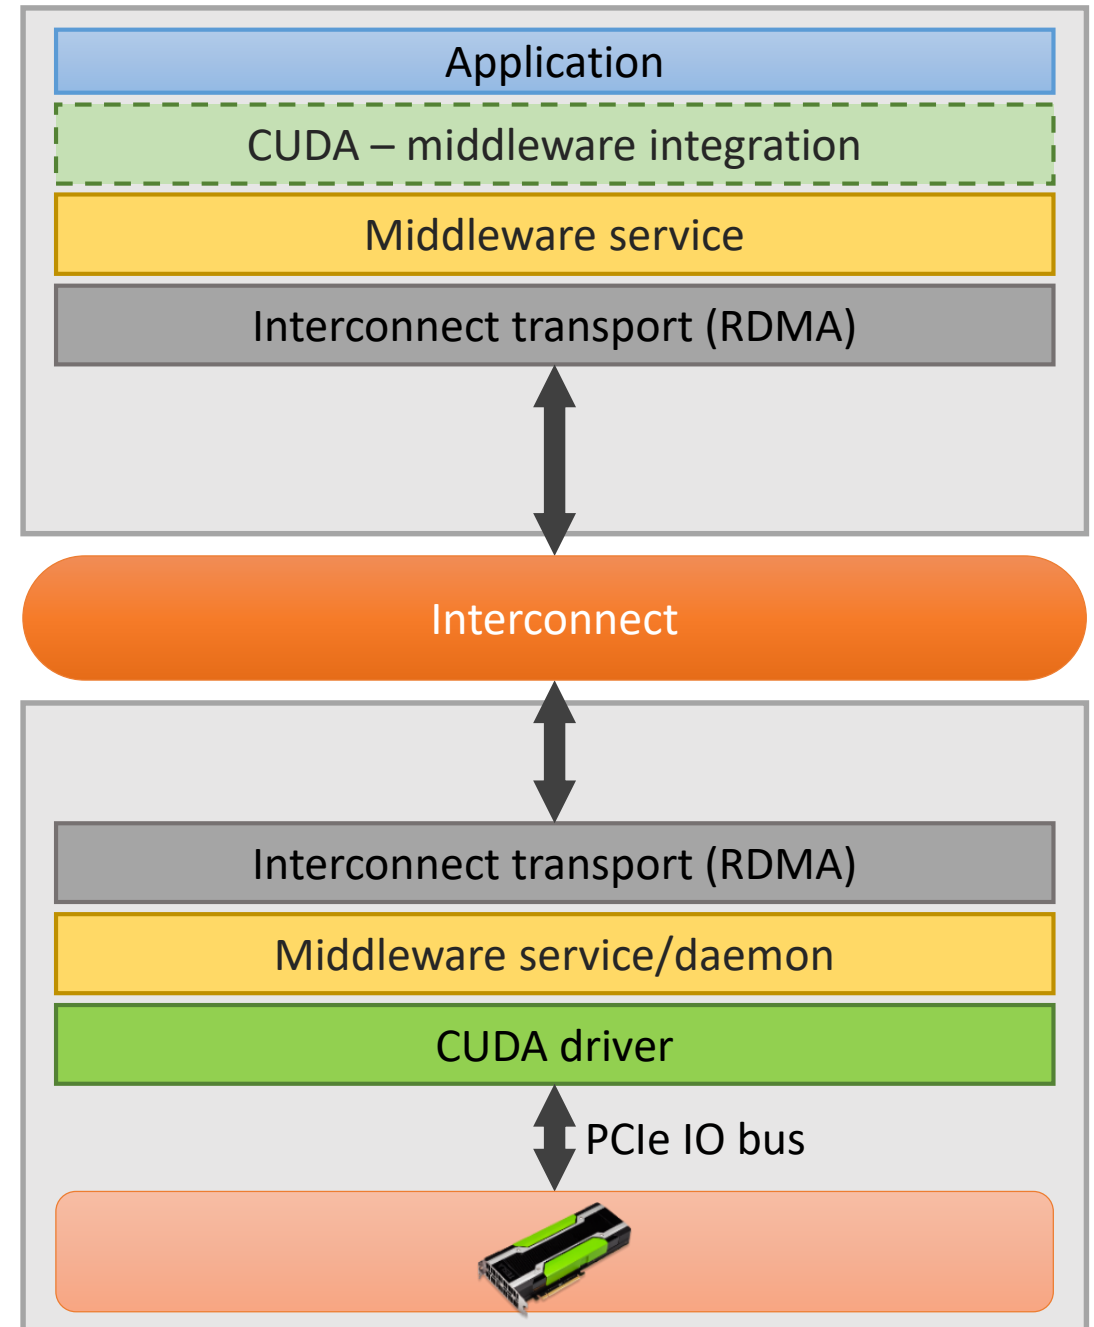 Application
CUDA – middleware integration
Middleware service
Interconnect transport (RDMA)
Interconnect
Interconnect transport (RDMA)
Middleware service/daemon
CUDA driver
PCIe IO bus